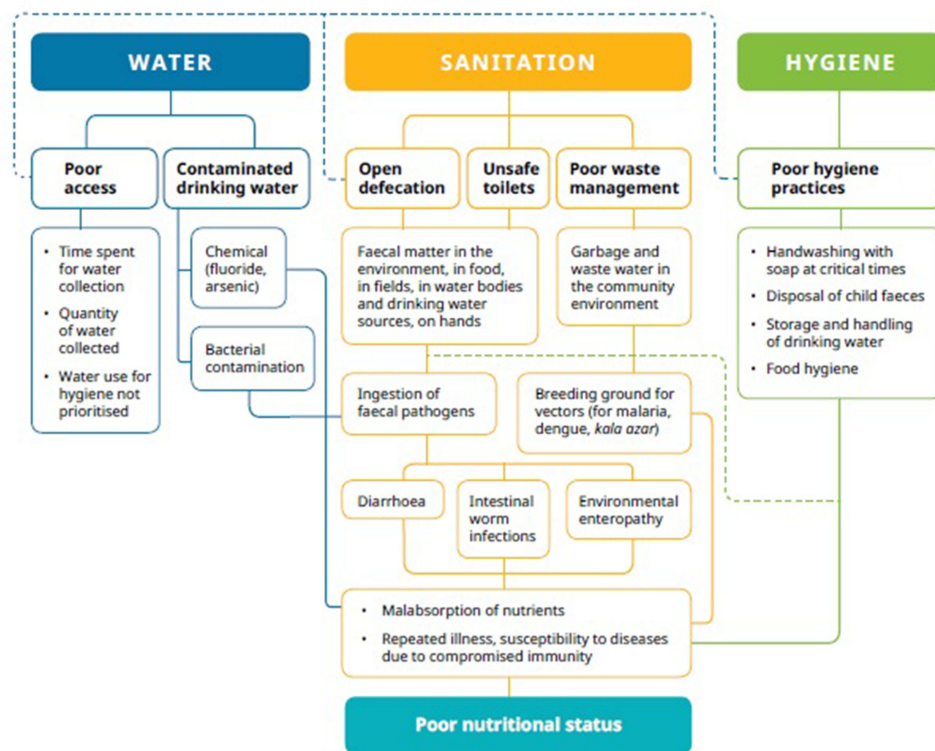 WATER
SANITATION
HYGIENE
Poor
access
Contaminated
drinking water
Open
defecation
Unsafe
toilets
Poor waste
management
Poor hygiene
practices
• Time spent
for water
collection
• Quantity
of water
collected
• Water use for
hygiene not
prioritised
Chemical
(fluoride,
arsenic)
Bacterial
contamination
Faecal matter in the
environment, in food,
in fields, in water bodies
and drinking water
sources, on hands
Garbage and
waste water in
the community
environment
• Handwashing with
soap at critical times
• Disposal of child faeces
• Storage and handling
of drinking water
• Food hygiene
Ingestion of
faecal pathogens
Breeding ground for
vectors (for malaria,
dengue, kala azar)
Diarrhoea
Intestinal
worm
infections
Environmental
enteropathy
• Malabsorption of nutrients
• Repeated illness, susceptibility to diseases
due to compromised immunity
Poor nutritional status